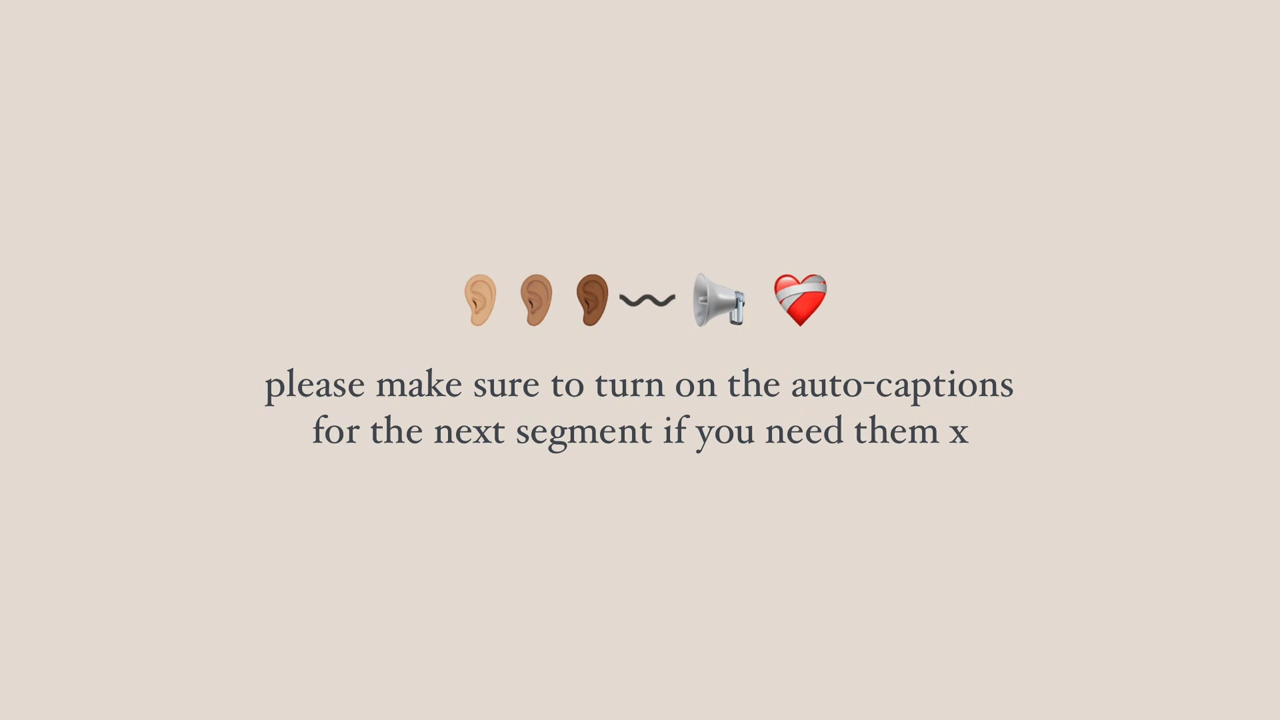 please make sure to turn on the auto-captions
for the next segment if you need them x